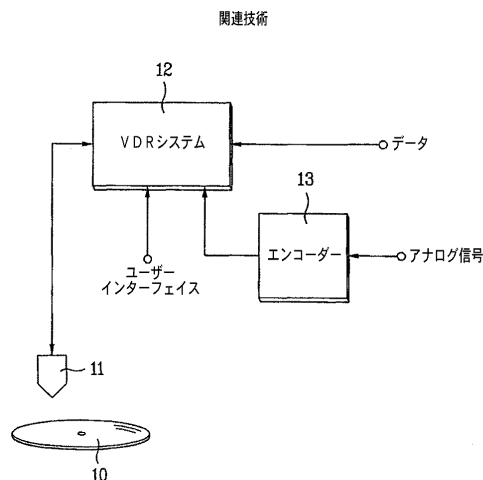 関連技術
12
VDRシステム
データ
13
エンコーダー
アナログ信号
ユーザー
インターフェイス
11
10